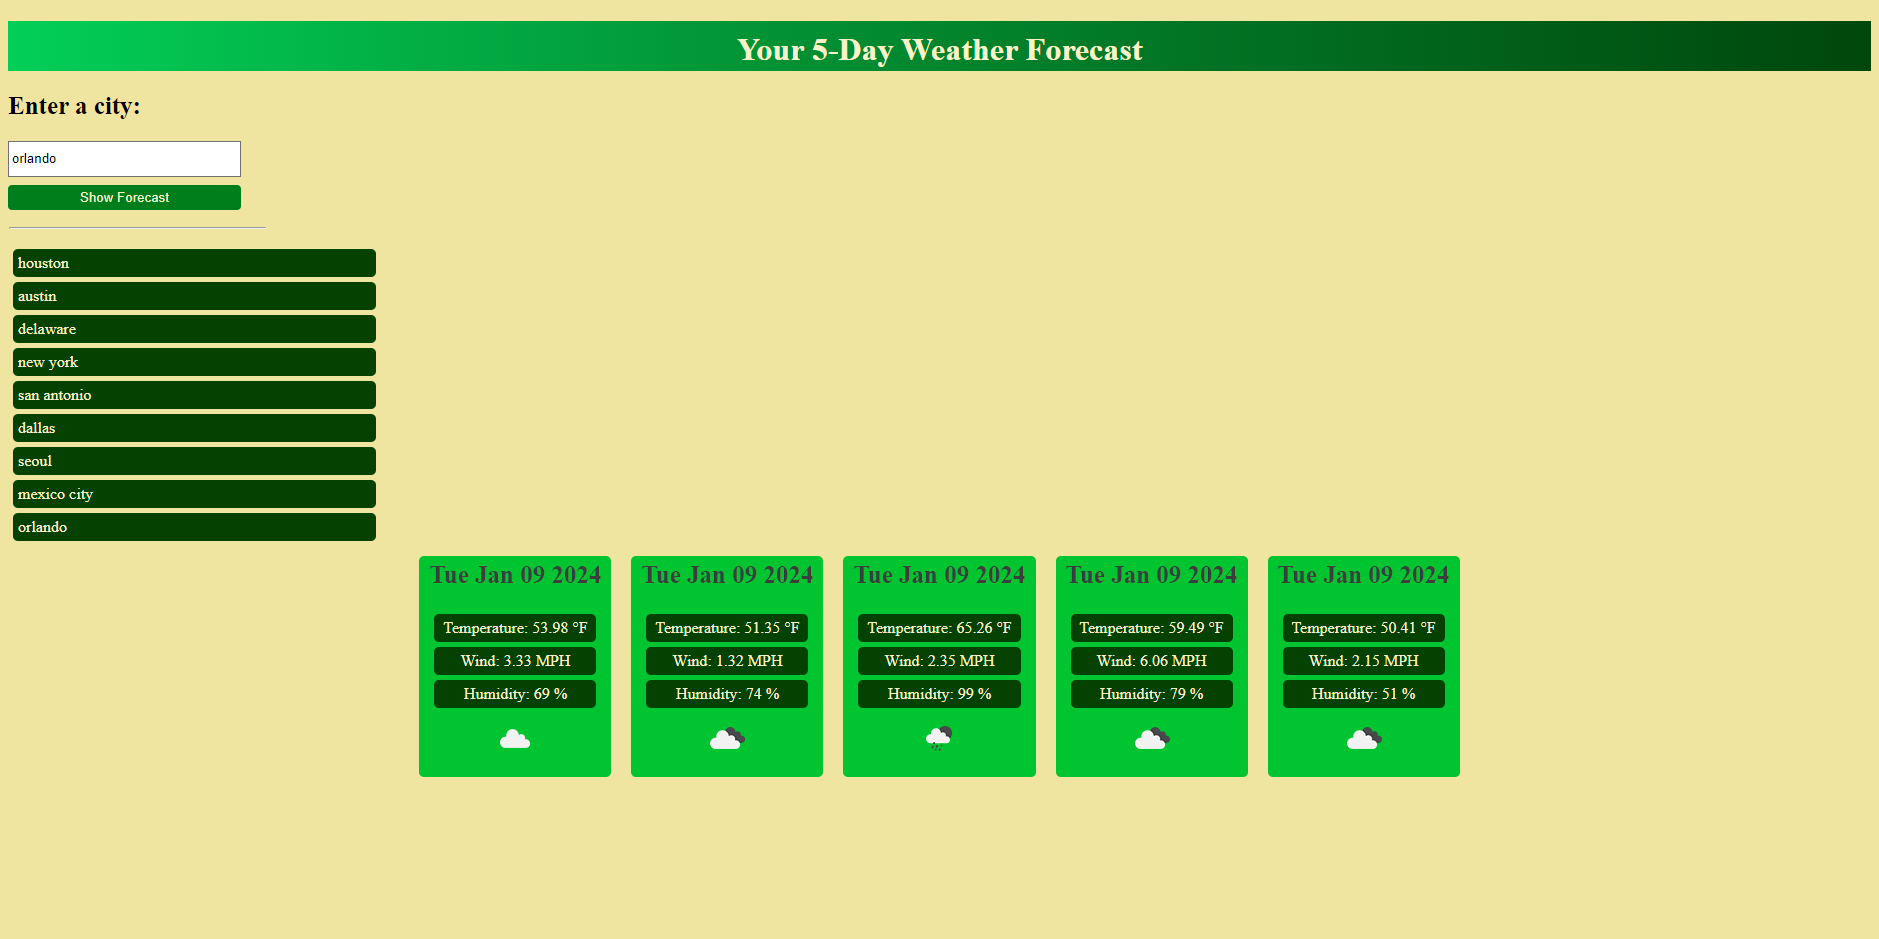 Your 5-Day Weather Forecast
Enter a city:
orlando
Show Forecast
houston
austin
delaware
new york
san antonio
dallas
seoul
mexico city
orlando
Tue Jan 09 2024
Temperature: 53.98 °F
Wind: 3.33 MPH
Humidity: 69 %
Tue Jan 09 2024
Temperature: 51.35 °F
Wind: 1.32 MPH
Humidity: 74 %
Tue Jan 09 2024
Temperature: 65.26 °F
Wind: 2.35 MPH
Humidity: 99 %
Tue Jan 09 2024
Temperature: 59.49 °F
Wind: 6.06 MPH
Humidity: 79 %
Tue Jan 09 2024
Temperature: 50.41 °F
Wind: 2.15 MPH
Humidity: 51 %